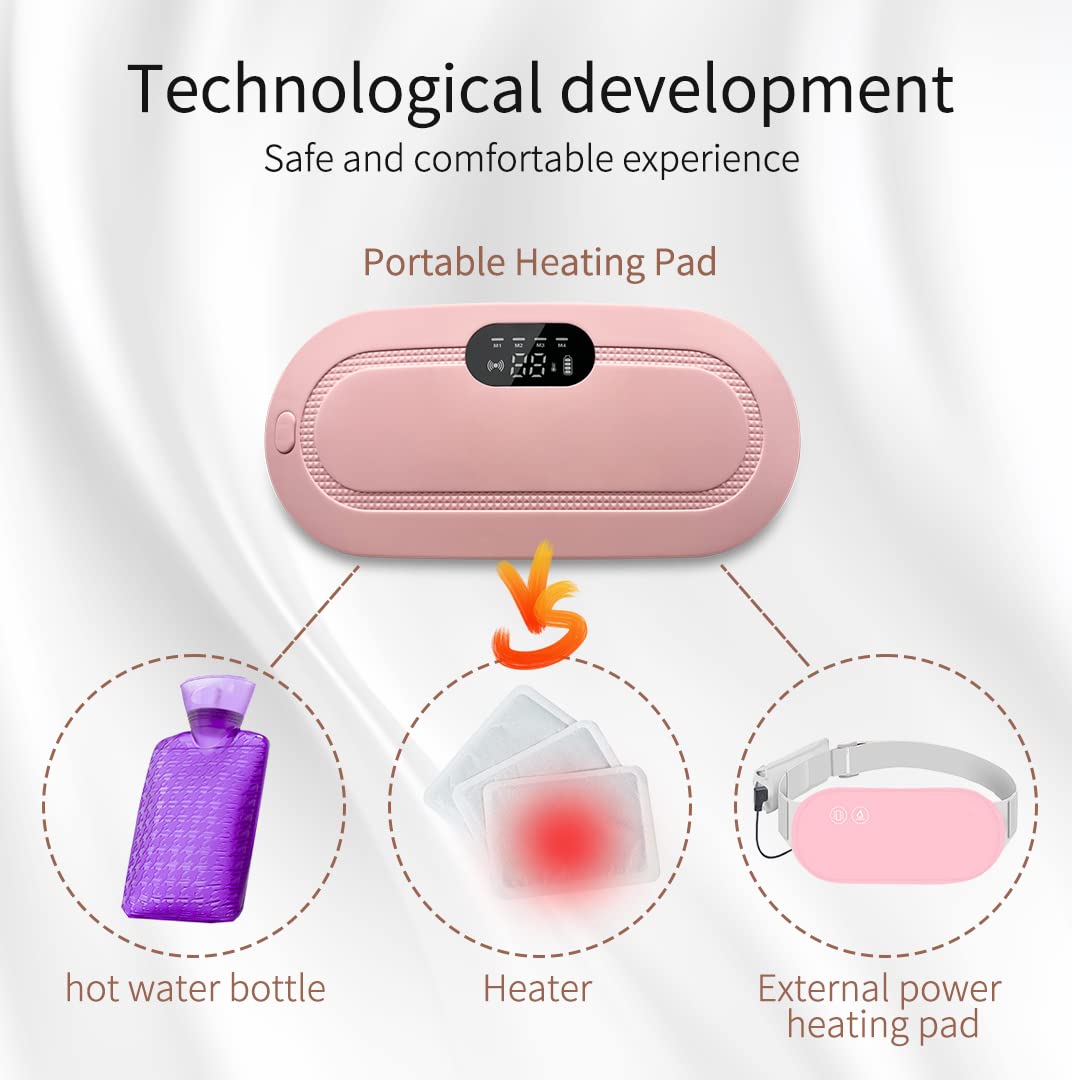 Technological development
Safe and comfortable experience
Portable Heating Pad
M1 M2 M3 M4
88
VS
hot water bottle
Heater
External power
heating pad